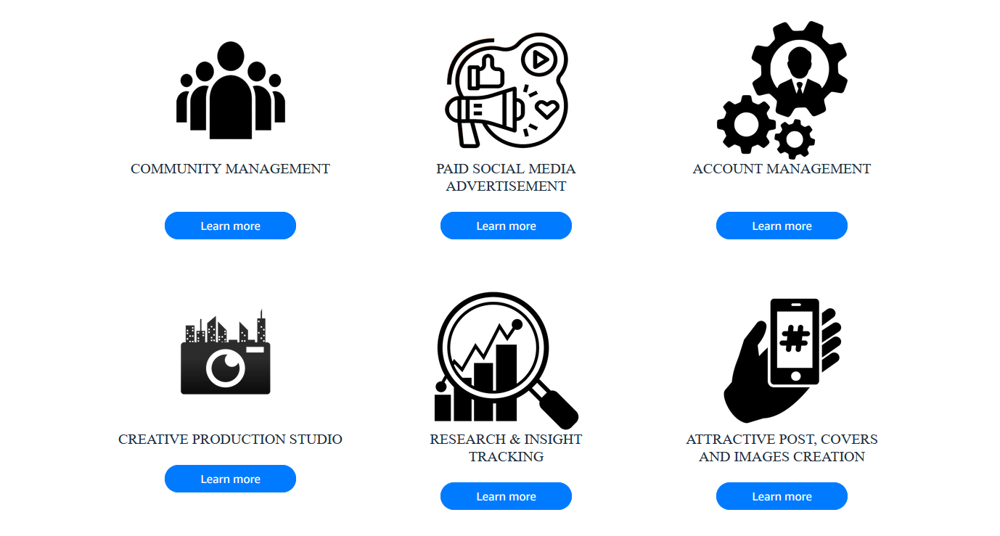 COMMUNITY MANAGEMENT
Learn more
PAID SOCIAL MEDIA
ADVERTISEMENT
Learn more
ACCOUNT MANAGEMENT
Learn more
CREATIVE PRODUCTION STUDIO
Learn more
RESEARCH & INSIGHT
TRACKING
Learn more
#
ATTRACTIVE POST, COVERS
AND IMAGES CREATION
Learn more